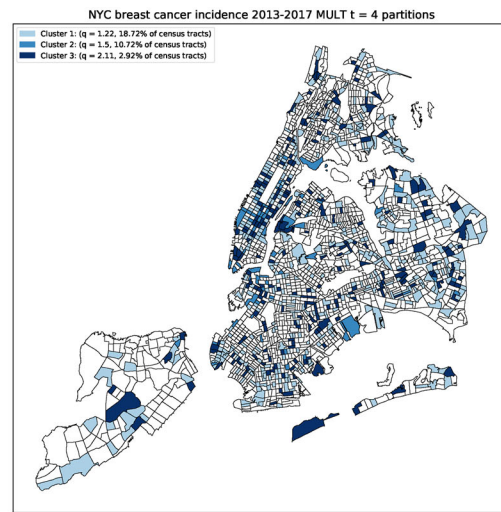 NYC breast cancer incidence 2013-2017 MULT t = 4 partitions
Cluster 1: (q = 1.22, 18.72% of census tracts)
Cluster 2: (q = 1.5, 10.72% of census tracts)
Cluster 3: (q = 2.11, 2.92% of census tracts)